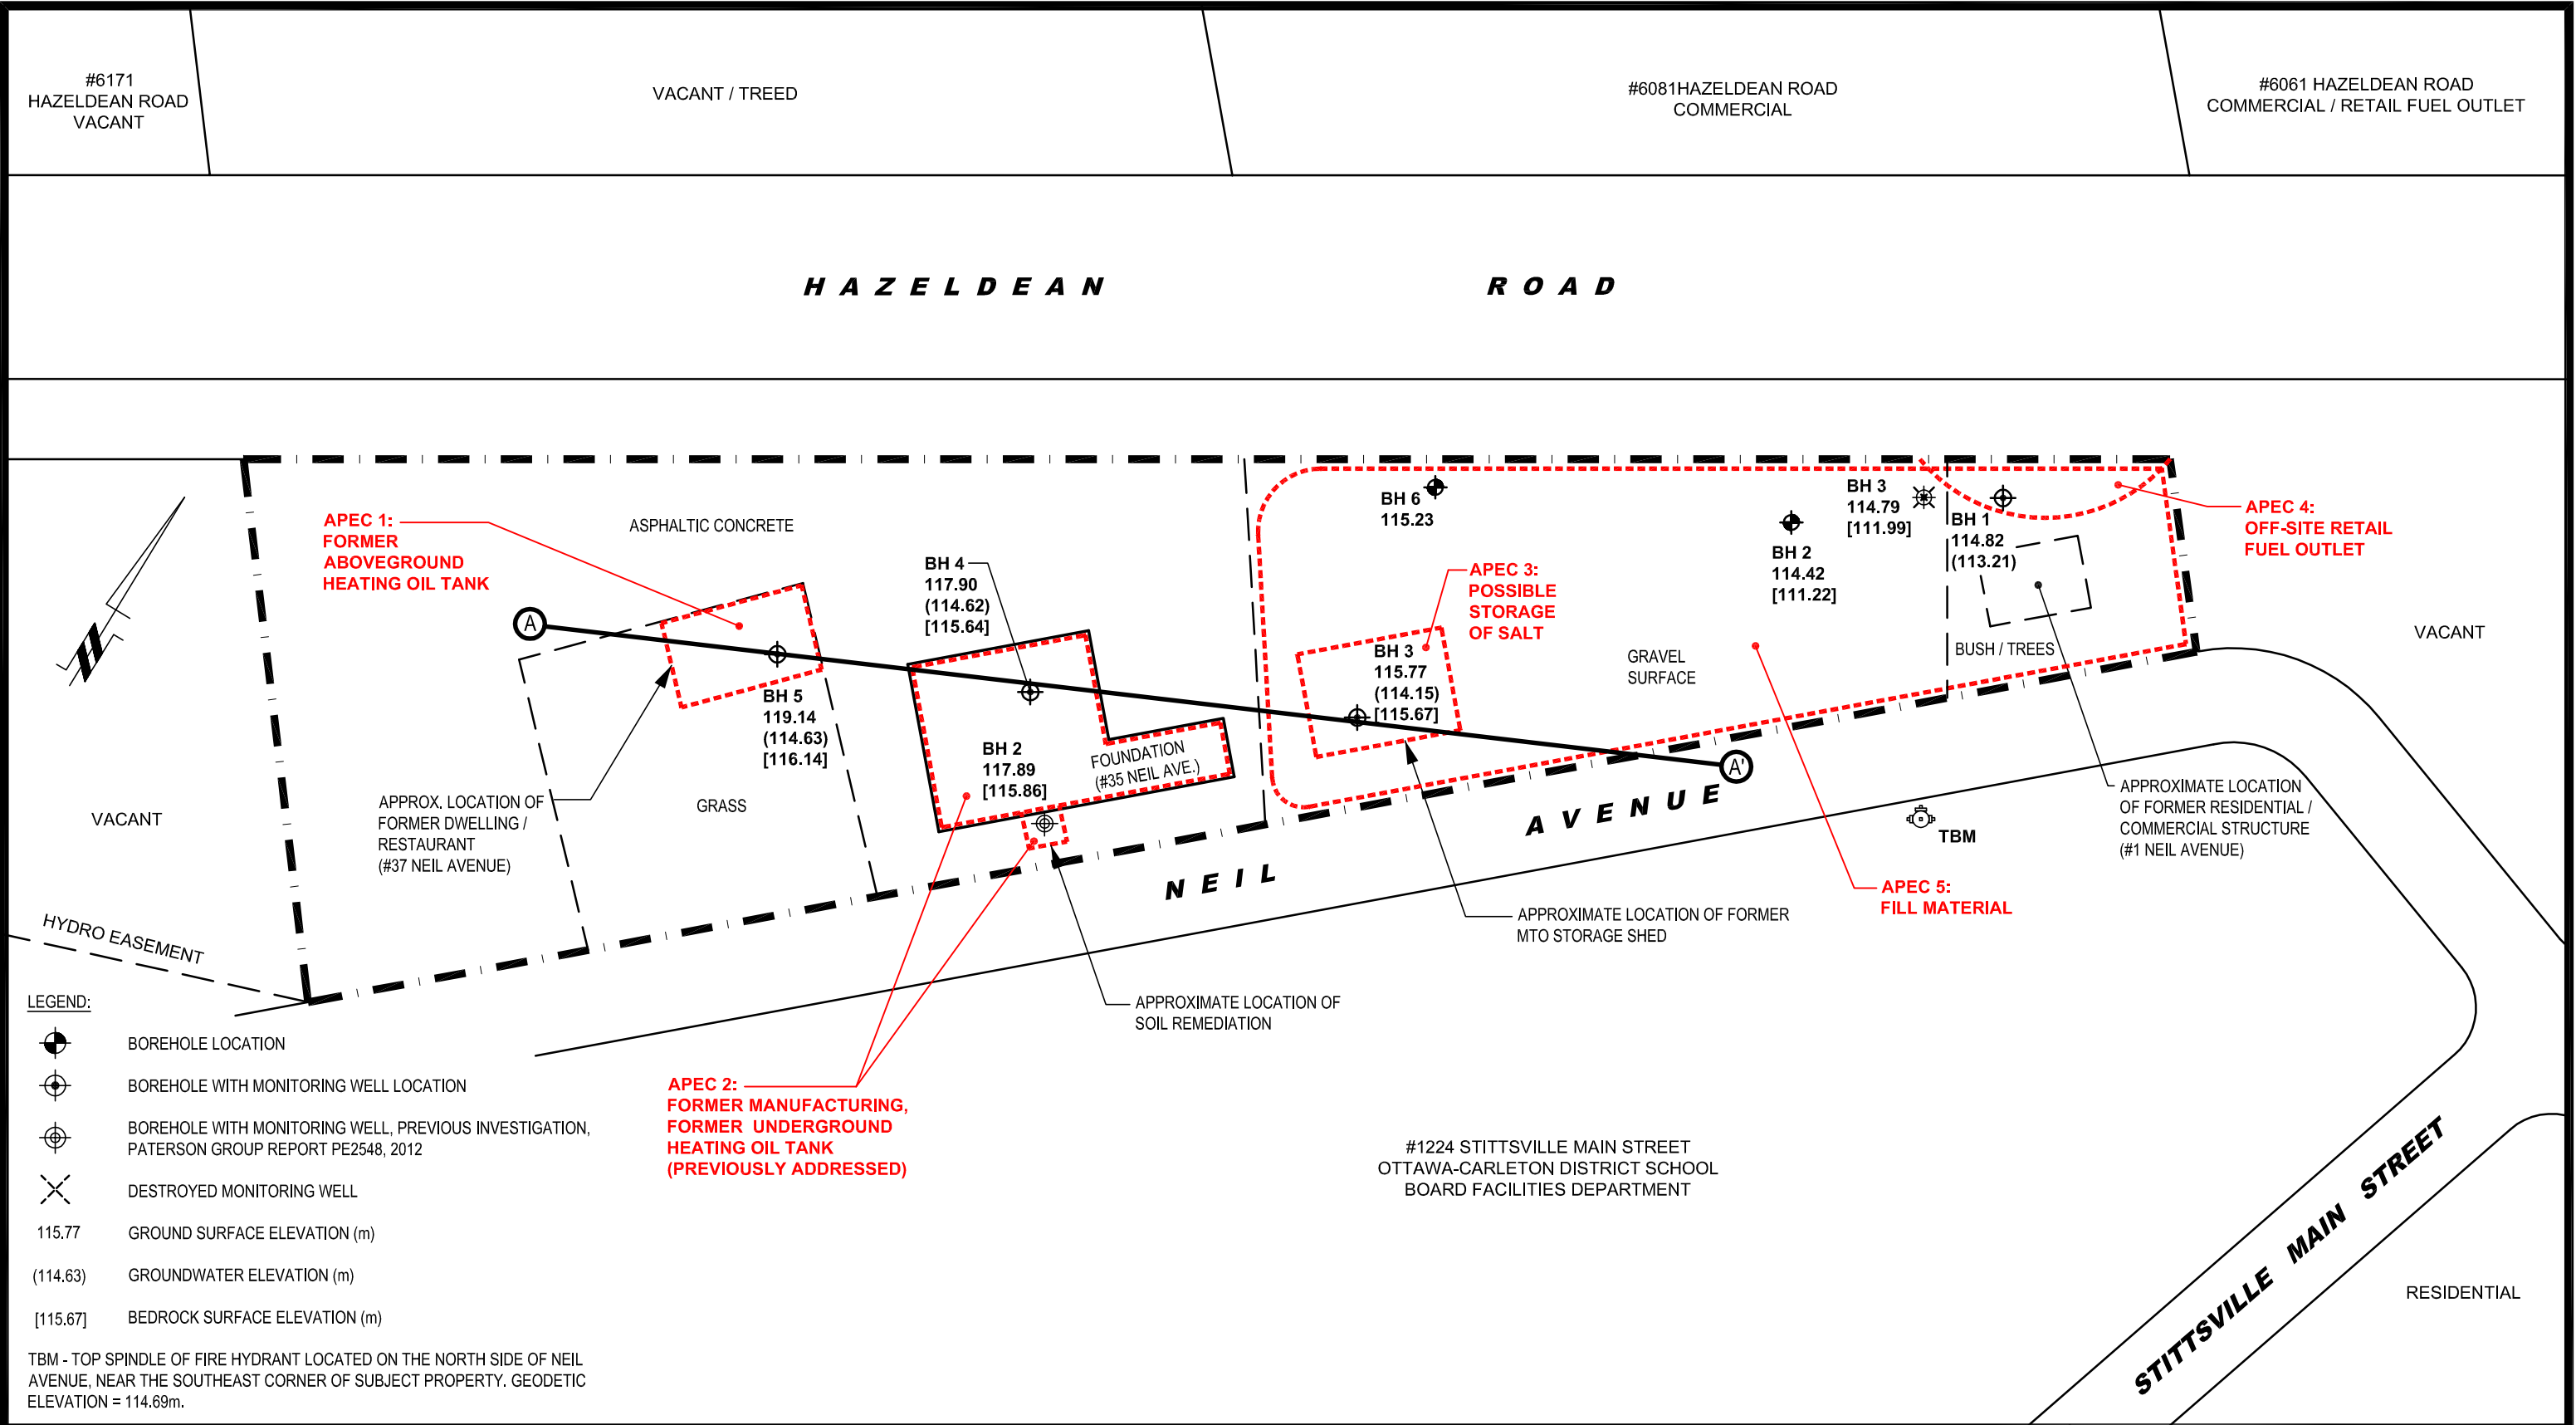 #6171
HAZELDEAN ROAD
VACANT
VACANT / TREED
#6081HAZELDEAN ROAD
COMMERCIAL
#6061 HAZELDEAN ROAD
COMMERCIAL / RETAIL FUEL OUTLET
HAZELDEAN ROAD
APEC 1:
FORMER
ABOVEGROUND
HEATING OIL TANK
ASPHALTIC CONCRETE
A
BH 5
119.14
(114.63)
[116.14]
BH 4
117.90
(114.62)
[115.64]
BH 2
117.89
[115.86]
FOUNDATION
(#35 NEIL AVE.)
GRASS
APPROX. LOCATION OF
FORMER DWELLING /
RESTAURANT
(#37 NEIL AVENUE)
VACANT
HYDRO EASEMENT
BH 6
115.23
APEC 3:
POSSIBLE
STORAGE
OF SALT
BH 3
115.77
(114.15)
[115.67]
GRAVEL
SURFACE
BH 2
114.42
[111.22]
BH 3
114.79
[111.99]
BH 1
114.82
(113.21)
BUSH / TREES
APEC 4:
OFF-SITE RETAIL
FUEL OUTLET
VACANT
A'
NEIL AVENUE
TBM
APPROXIMATE LOCATION
OF FORMER RESIDENTIAL /
COMMERCIAL STRUCTURE
(#1 NEIL AVENUE)
APEC 5:
FILL MATERIAL
APPROXIMATE LOCATION OF FORMER
MTO STORAGE SHED
APPROXIMATE LOCATION OF
SOIL REMEDIATION
APEC 2:
FORMER MANUFACTURING,
FORMER UNDERGROUND
HEATING OIL TANK
(PREVIOUSLY ADDRESSED)
#1224 STITTSVILLE MAIN STREET
OTTAWA-CARLETON DISTRICT SCHOOL
BOARD FACILITIES DEPARTMENT
STITTSVILLE MAIN STREET
RESIDENTIAL
LEGEND:
BOREHOLE LOCATION
BOREHOLE WITH MONITORING WELL LOCATION
BOREHOLE WITH MONITORING WELL, PREVIOUS INVESTIGATION,
PATERSON GROUP REPORT PE2548, 2012
DESTROYED MONITORING WELL
115.77 GROUND SURFACE ELEVATION (m)
(114.63) GROUNDWATER ELEVATION (m)
[115.67] BEDROCK SURFACE ELEVATION (m)
TBM - TOP SPINDLE OF FIRE HYDRANT LOCATED ON THE NORTH SIDE OF NEIL
AVENUE, NEAR THE SOUTHEAST CORNER OF SUBJECT PROPERTY. GEODETIC
ELEVATION = 114.69m.